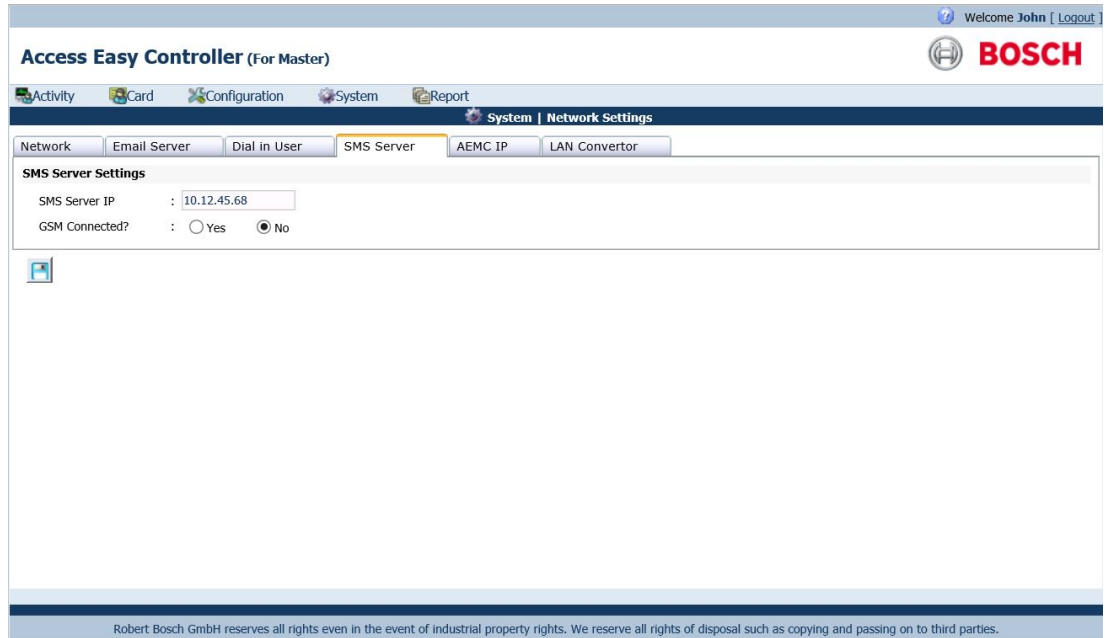 Welcome John [ Logout ]
Access Easy Controller (For Master)
BOSCH
Activity Card Configuration System Report
System | Network Settings
Network Email Server Dial in User SMS Server AEMC IP LAN Convertor
SMS Server Settings
SMS Server IP : 10.12.45.68
GSM Connected? : Yes No
Robert Bosch GmbH reserves all rights even in the event of industrial property rights. We reserve all rights of disposal such as copying and passing on to third parties.